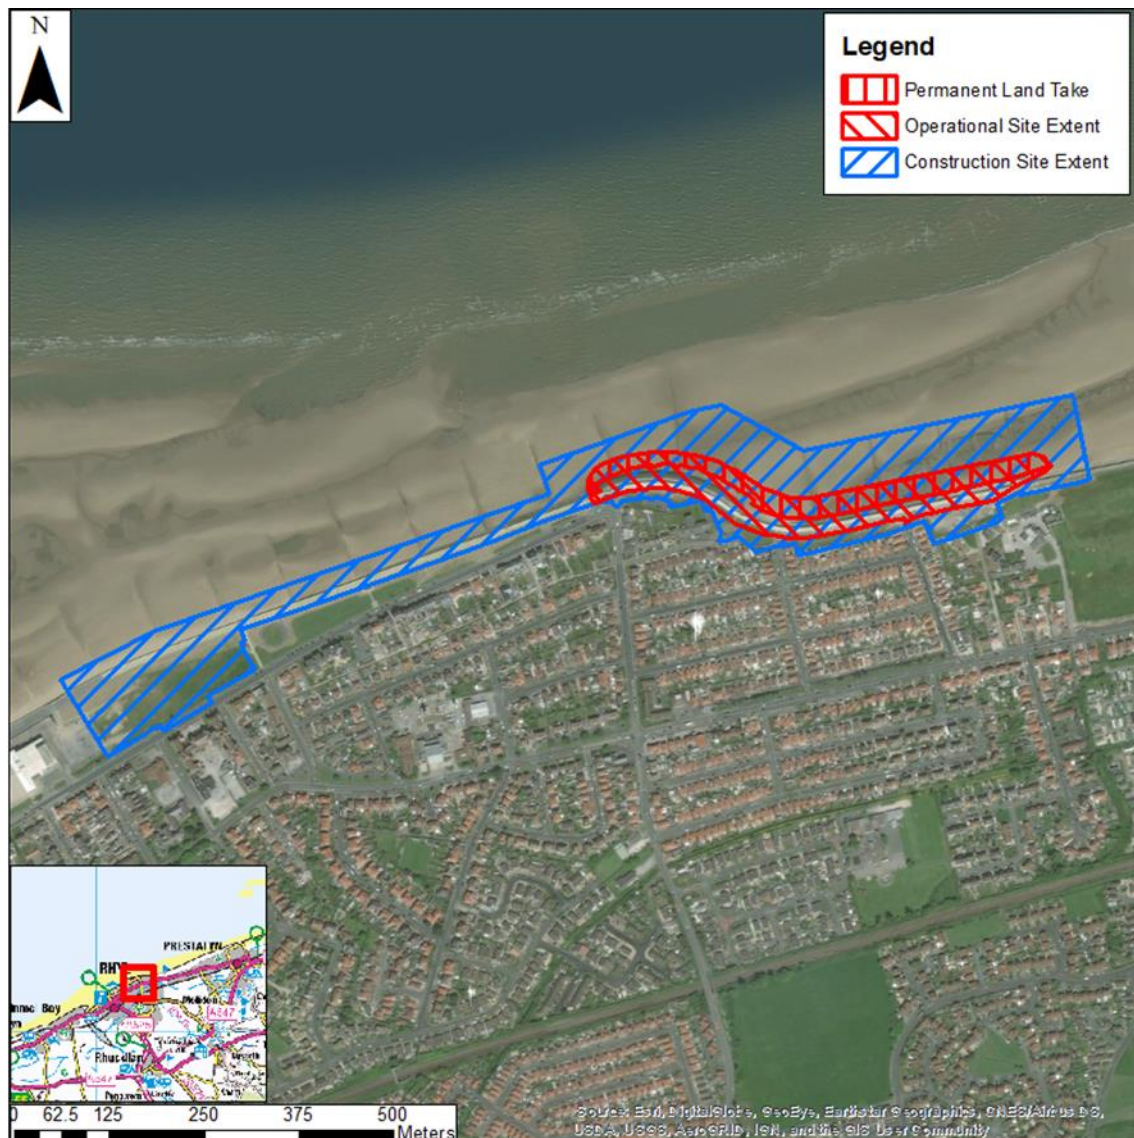 N
Legend
Permanent Land Take
Operational Site Extent
Construction Site Extent
PRESTATYN
RHYL
Rhuddlan
A547
0 62.5 125 250 375 500
Meters
Source: Esri, DigitalGlobe, GeoEye, Earthstar Geographics, CNES/Airbus DS,
USDA, USGS, AeroGRID, IGN, and the GIS User Community